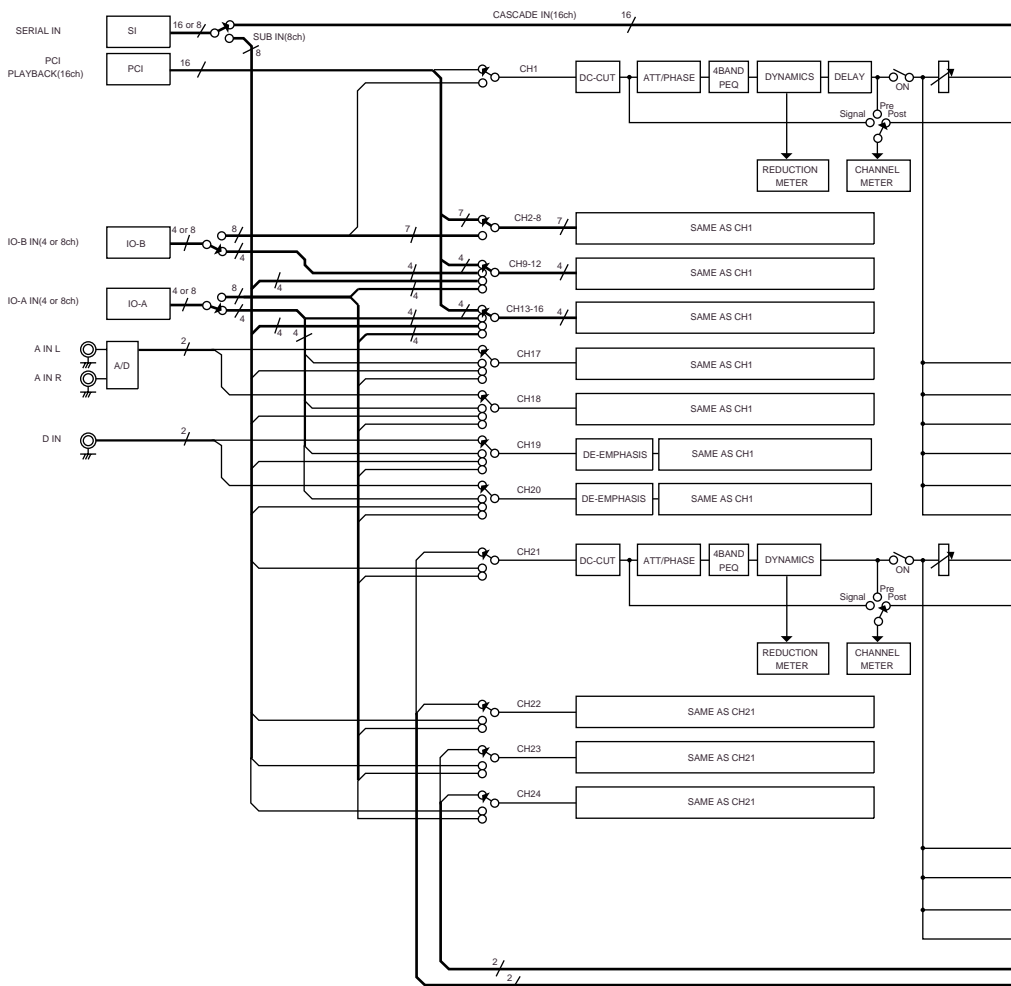 CASCADE IN(16ch)
16
SERIAL IN
SI
16 or 8
SUB IN(8ch)
8
PCI
PLAYBACK(16ch)
PCI
16
CH1
DC-CUT
ATT/PHASE
4BAND
PEQ
DYNAMICS
DELAY
ON
Signal
Pre
Post
REDUCTION
METER
CHANNEL
METER
IO-B IN(4 or 8ch)
IO-B
4 or 8
8
4
7
7
CH2-8
7
SAME AS CH1
4
4
4
CH9-12
4
SAME AS CH1
IO-A IN(4 or 8ch)
IO-A
4 or 8
8
4
4
4
4
4
4
4
CH13-16
4
SAME AS CH1
A IN L
A IN R
A/D
2
CH17
SAME AS CH1
CH18
SAME AS CH1
D IN
2
CH19
DE-EMPHASIS
SAME AS CH1
CH20
DE-EMPHASIS
SAME AS CH1
CH21
DC-CUT
ATT/PHASE
4BAND
PEQ
DYNAMICS
ON
Signal
Pre
Post
REDUCTION
METER
CHANNEL
METER
CH22
SAME AS CH21
CH23
SAME AS CH21
CH24
SAME AS CH21
2
2